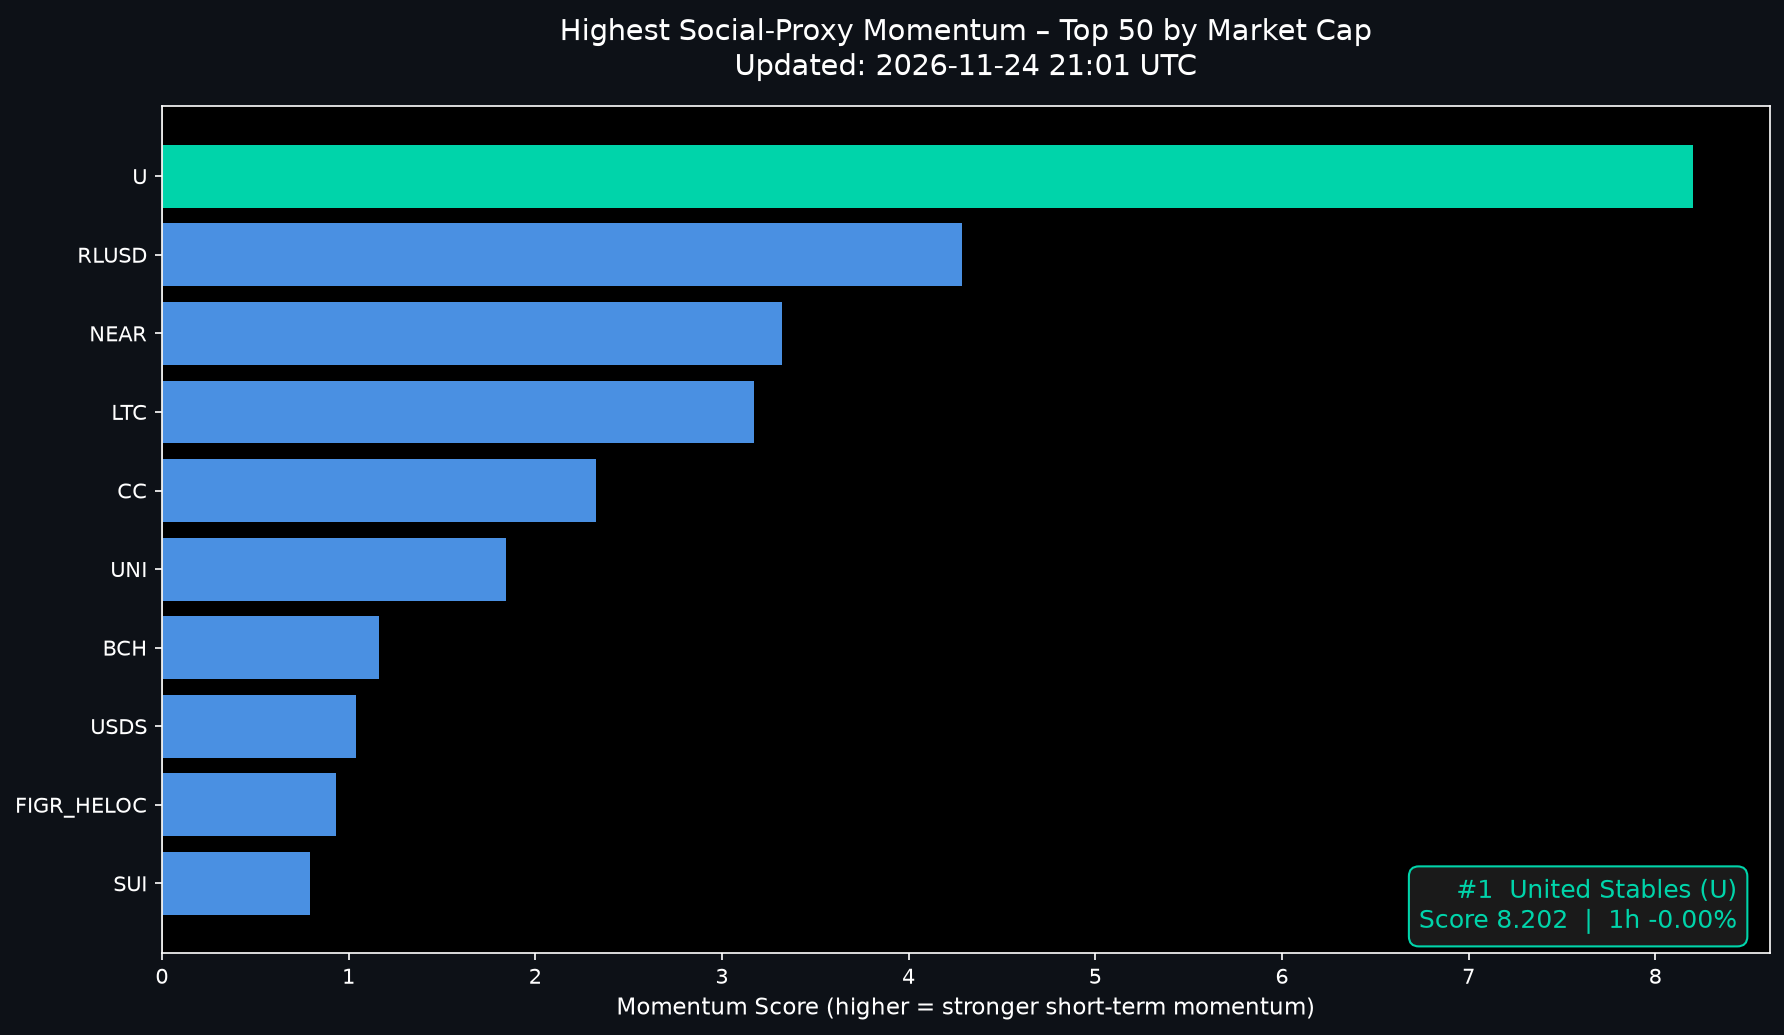 Highest Social-Proxy Momentum – Top 50 by Market Cap
Updated: 2026-11-24 21:01 UTC
U
RLUSD
NEAR
LTC
CC
UNI
BCH
USDS
FIGR_HELOC
SUI
#1 United Stables (U)
Score 8.202 | 1h -0.00%
0 1 2 3 4 5 6 7 8
Momentum Score (higher = stronger short-term momentum)